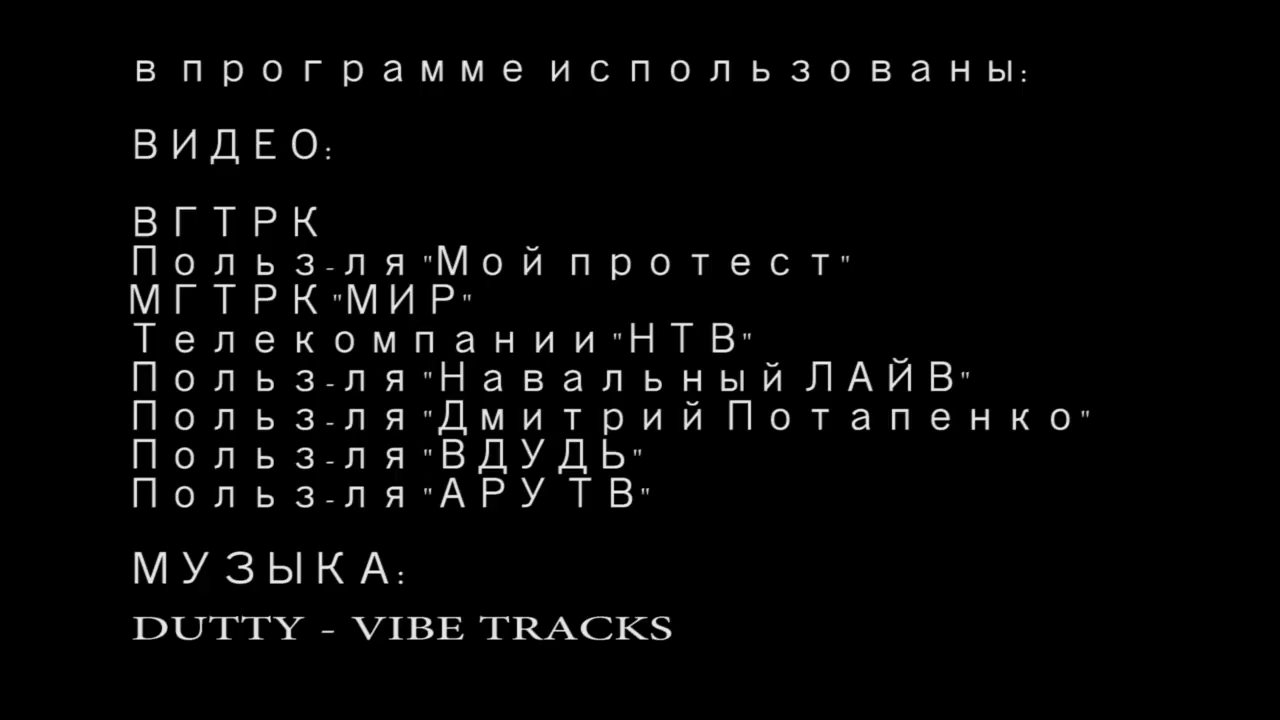 в программе использованы:
ВИДЕО:
ВГТРК
Польз-ля "Мой протест"
МГТРК "МИР"
Телекомпании "НТВ"
Польз-ля "Навальный ЛАЙВ"
Польз-ля "Дмитрий Потапенко"
Польз-ля "ВДУДЬ"
Польз-ля "АРУ ТВ"
МУЗЫКА:
DUTTY - VIBE TRACKS